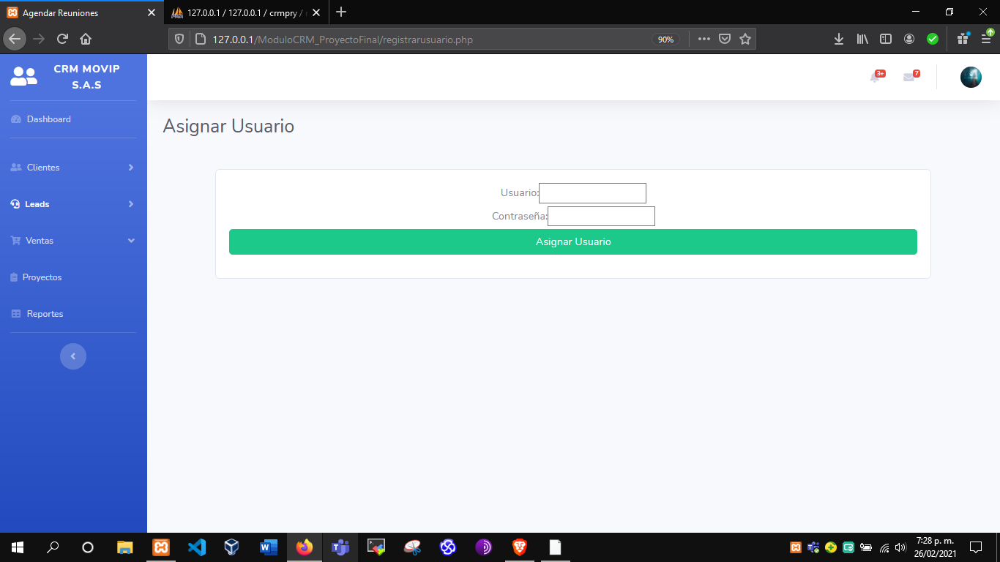 Agendar Reuniones
127.0.0.1 / 127.0.0.1 / crmpry /
127.0.0.1/ModuloCRM_ProyectoFinal/registrarusuario.php
90%
CRM MOVIP
S.A.S
3+
7
Dashboard
Asignar Usuario
Clientes
Leads
Ventas
Proyectos
Reportes
Usuario:
Contraseña:
Asignar Usuario
7:28 p. m.
26/02/2021